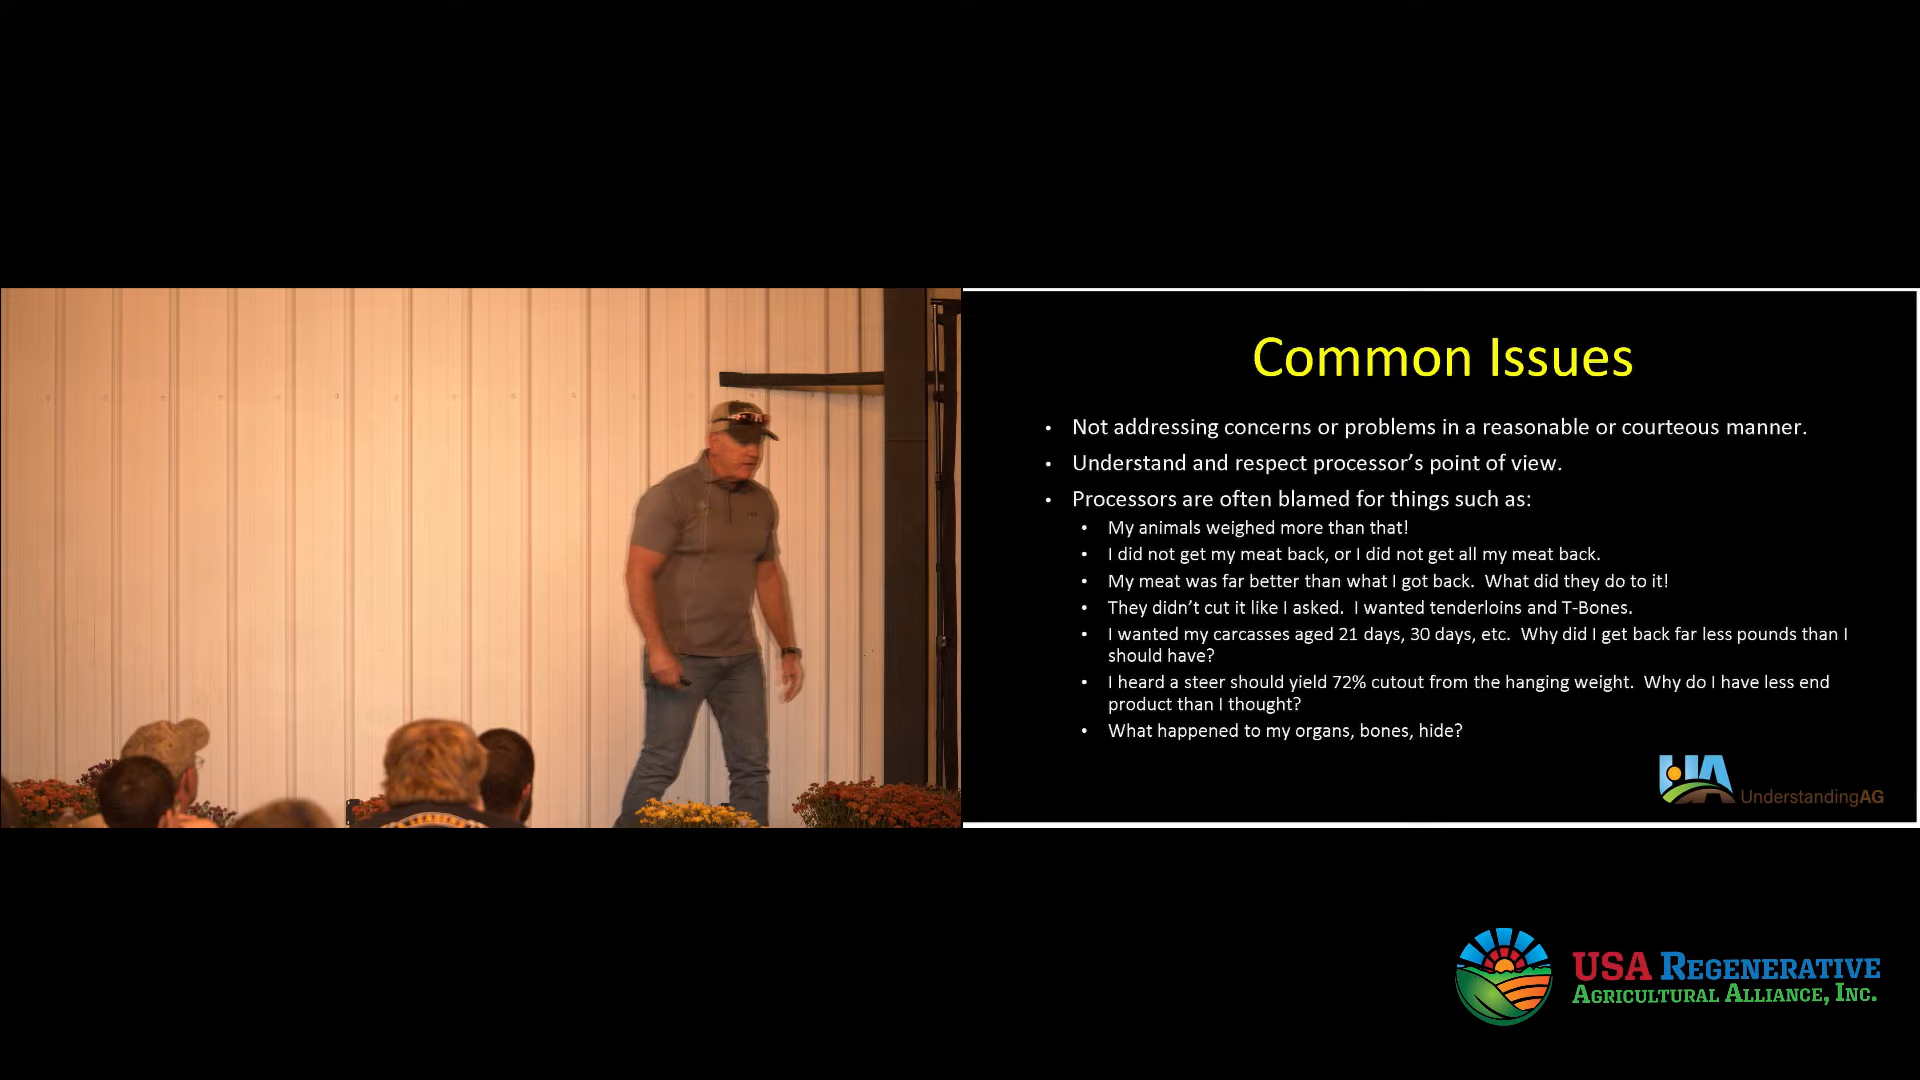 Common Issues
• Not addressing concerns or problems in a reasonable or courteous manner.
• Understand and respect processor's point of view.
• Processors are often blamed for things such as:
• My animals weighed more than that!
• I did not get my meat back, or I did not get all my meat back.
• My meat was far better than what I got back.  What did they do to it!
• They didn't cut it like I asked.  I wanted tenderloins and T-Bones.
• I wanted my carcasses aged 21 days, 30 days, etc.  Why did I get back far less pounds than I
should have?
• I heard a steer should yield 72% cutout from the hanging weight.  Why do I have less end
product than I thought?
• What happened to my organs, bones, hide?
UA UnderstandingAG
USA REGENERATIVE
AGRICULTURAL ALLIANCE, INC.